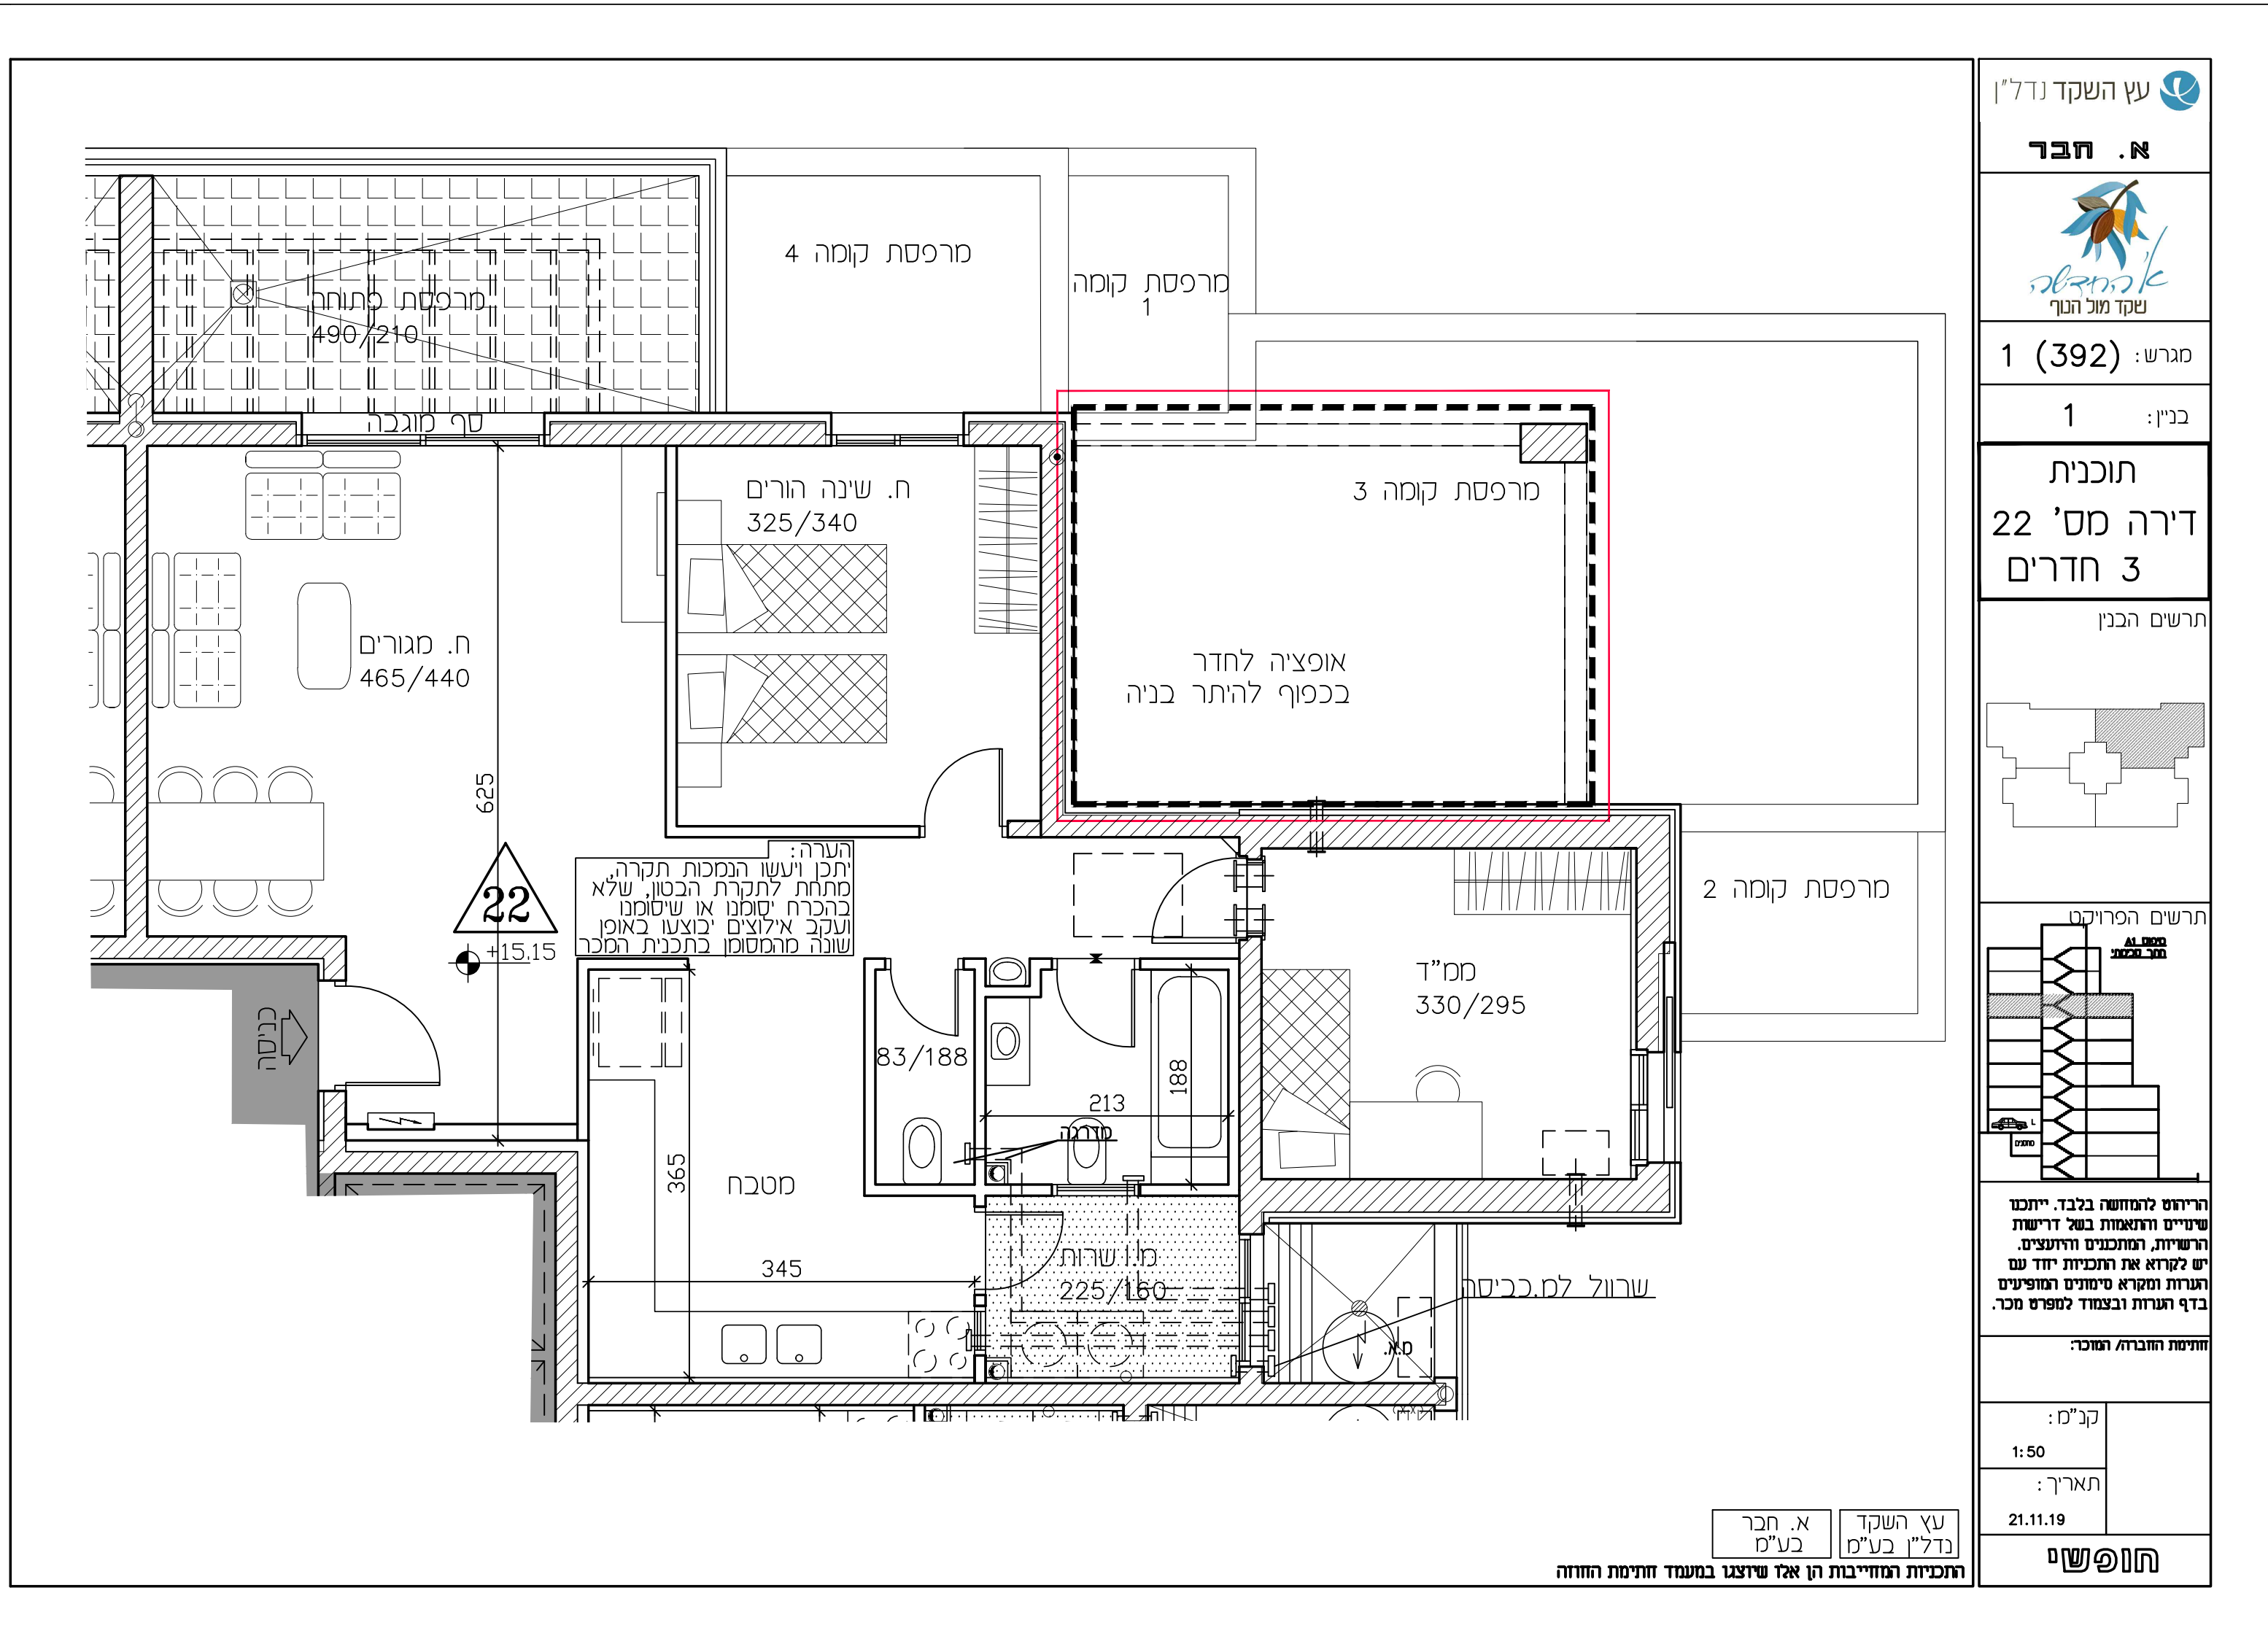 מרפסת קומה 4
מרפסת קומה
1
מרפסת פתוחה
490/210
סף מוגבה
ח. שינה הורים
325/340
מרפסת קומה 3
אופציה לחדר
בכפוף להיתר בניה
ח. מגורים
465/440
625
22
+15.15
הערה:
יתכן ויעשו הנמכות תקרה,
מתחת לתקרת הבטון, שלא
בהכרח יסומנו או שיסומנו
ועקב אילוצים יבוצעו באופן
שונה מהמסומן בתכנית המכר
מרפסת קומה 2
ממ"ד
330/295
כניסה
83/188
188
213
מדרגה
365
מטבח
345
מ. שרות
225/160
שרוול למ.כביסה
מ.א.
עץ השקד
נדל"ן בע"מ
א. חבר
בע"מ
התכניות המחייבות הן אלו שיוצגו במעמד חתימת החוזה
עץ השקד נדל"ן
א. חבר
א' החדשה
שקד מול הנוף
מגרש: (392) 1
בניין: 1
תוכנית
דירה מס' 22
3 חדרים
תרשים הבנין
תרשים הפרויקט
טיפוס A1
חתך סכימטי
L
מחסנים
הריהוט להמחשה בלבד. ייתכנו
שינויים והתאמות בשל דרישות
הרשויות, המתכננים והיועצים.
יש לקרוא את התכניות יחד עם
הערות ומקרא סימונים המופיעים
בדף הערות ובצמוד למפרט מכר.
חתימת החברה/ המוכר:
קנ"מ:
1:50
תאריך:
21.11.19
חופשי